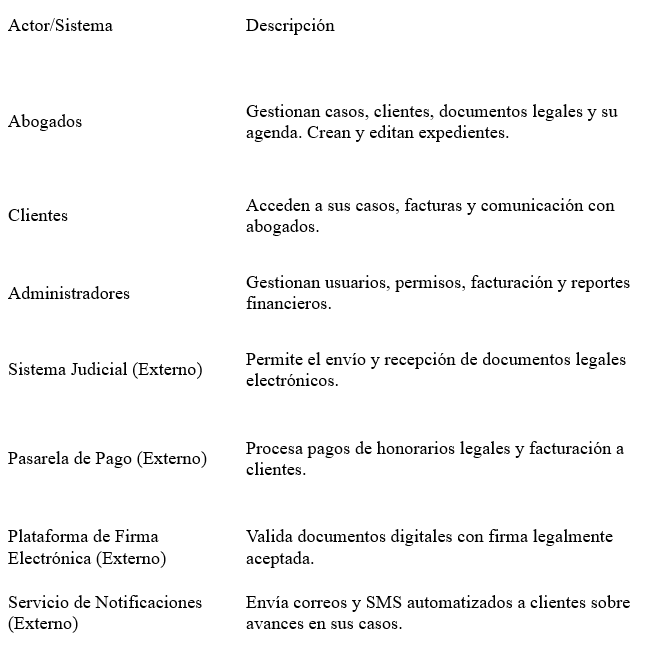 Actor/Sistema
Descripción
Abogados
Gestionan casos, clientes, documentos legales y su
agenda. Crean y editan expedientes.
Clientes
Acceden a sus casos, facturas y comunicación con
abogados.
Administradores
Gestionan usuarios, permisos, facturación y reportes
financieros.
Sistema Judicial (Externo)
Permite el envío y recepción de documentos legales
electrónicos.
Pasarela de Pago (Externo)
Procesa pagos de honorarios legales y facturación a
clientes.
Plataforma de Firma
Electrónica (Externo)
Valida documentos digitales con firma legalmente
aceptada.
Servicio de Notificaciones
(Externo)
Envía correos y SMS automatizados a clientes sobre
avances en sus casos.